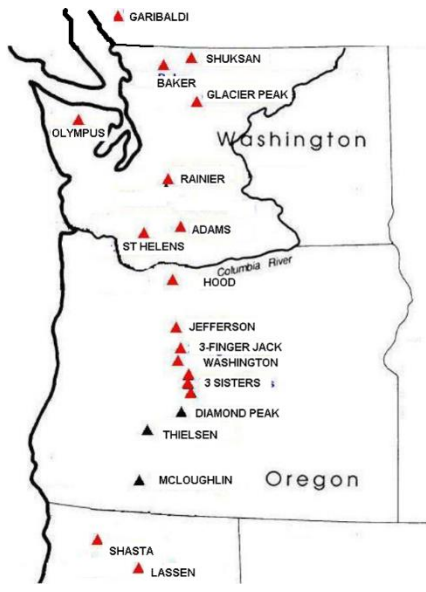 GARIBALDI
SHUKSAN
BAKER
GLACIER PEAK
OLYMPUS
Washington
RAINIER
ADAMS
ST HELENS
Columbia River
HOOD
JEFFERSON
3-FINGER JACK
WASHINGTON
3 SISTERS
DIAMOND PEAK
THIELSEN
MCLOUGHLIN
Oregon
SHASTA
LASSEN